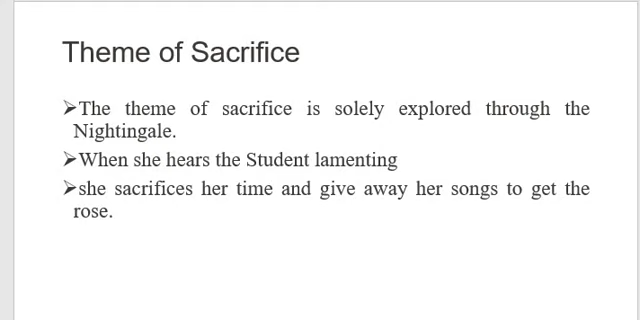 Theme of Sacrifice
➢The theme of sacrifice is solely explored through the
Nightingale.
➢When she hears the Student lamenting
➢she sacrifices her time and give away her songs to get the
rose.